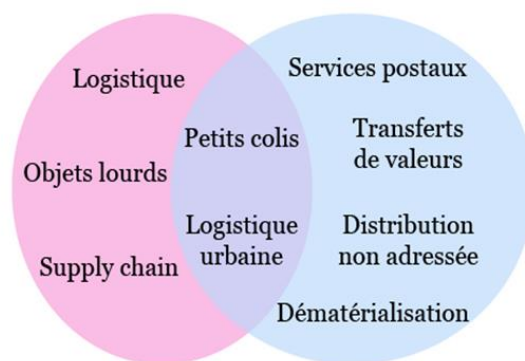 Logistique
Objets lourds
Supply chain
Petits colis
Logistique
urbaine
Services postaux
Transferts
de valeurs
Distribution
non adressée
Dématérialisation